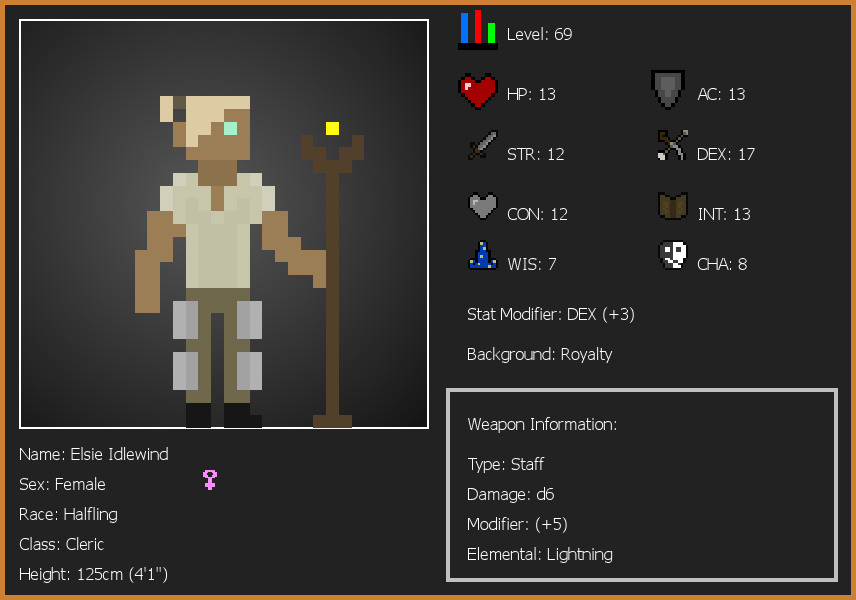 Level: 69
HP: 13
AC: 13
STR: 12
DEX: 17
CON: 12
INT: 13
WIS: 7
CHA: 8
Stat Modifier: DEX (+3)
Background: Royalty
Weapon Information:
Type: Staff
Damage: d6
Modifier: (+5)
Elemental: Lightning
Name: Elsie Idlewind
Sex: Female
Race: Halfling
Class: Cleric
Height: 125cm (4'1")